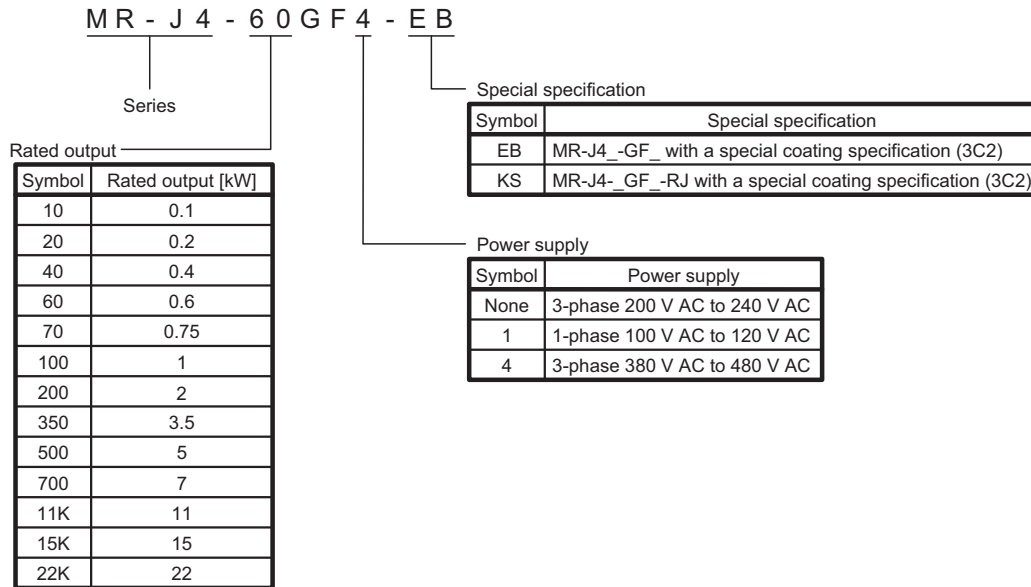 MR-J4-60GF4-EB
Series
Rated output
Symbol Rated output [kW]
10 0.1
20 0.2
40 0.4
60 0.6
70 0.75
100 1
200 2
350 3.5
500 5
700 7
11K 11
15K 15
22K 22
Special specification
Symbol Special specification
EB MR-J4_-GF_ with a special coating specification (3C2)
KS MR-J4-_GF_-RJ with a special coating specification (3C2)
Power supply
Symbol Power supply
None 3-phase 200 V AC to 240 V AC
1 1-phase 100 V AC to 120 V AC
4 3-phase 380 V AC to 480 V AC